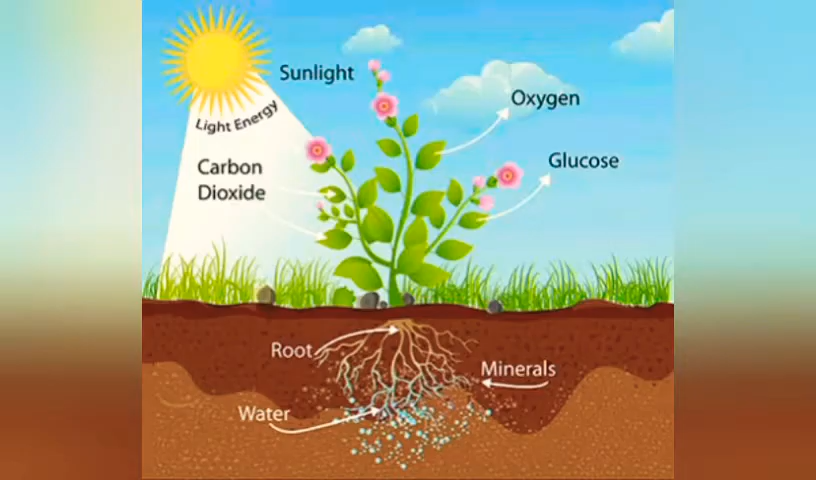 Sunlight
Light Energy
Oxygen
Carbon
Dioxide
Glucose
Root
Minerals
Water